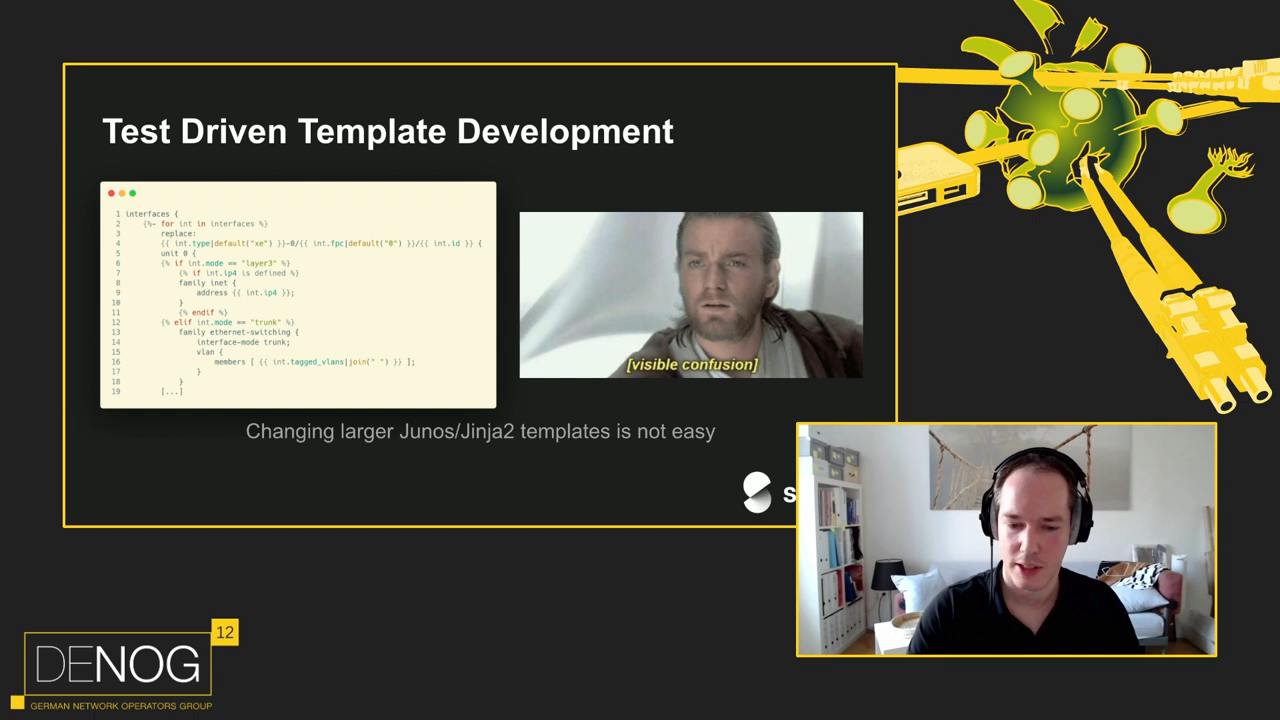 Test Driven Template Development
1 interfaces {
2 {%- for int in interfaces %}
3 replace:
4 {{ int.type|default("xe") }}-0/{{ int.fpc|default("0") }}/{{ int.id }} {
5 unit 0 {
6 {% if int.mode == "layer3" %}
7 {% if int.ip4 is defined %}
8 family inet {
9 address {{ int.ip4 }};
10 }
11 {% endif %}
12 {% elif int.mode == "trunk" %}
13 family ethernet-switching {
14 interface-mode trunk;
15 vlan {
16 members [ {{ int.tagged_vlans|join(" ") }} ];
17 }
18 }
19 [...]
[visible confusion]
Changing larger Junos/Jinja2 templates is not easy
s
12
DENOG
GERMAN NETWORK OPERATORS GROUP